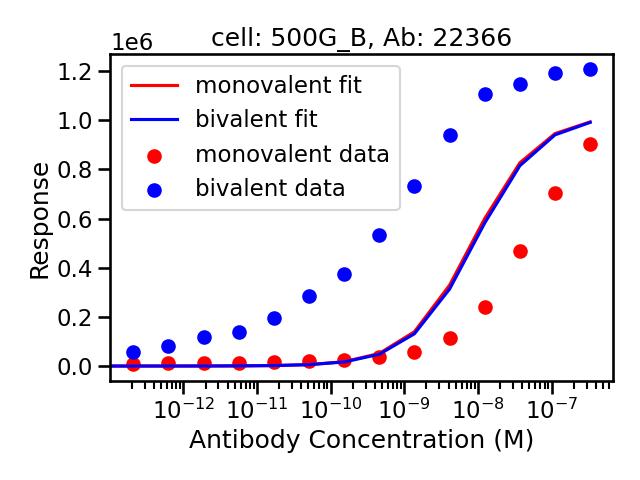 cell: 500G_B, Ab: 22366
1e6
monovalent fit
bivalent fit
monovalent data
bivalent data
1.2
1.0
0.8
0.6
0.4
0.2
0.0
Response
10⁻¹² 10⁻¹¹ 10⁻¹⁰ 10⁻⁹ 10⁻⁸ 10⁻⁷
Antibody Concentration (M)